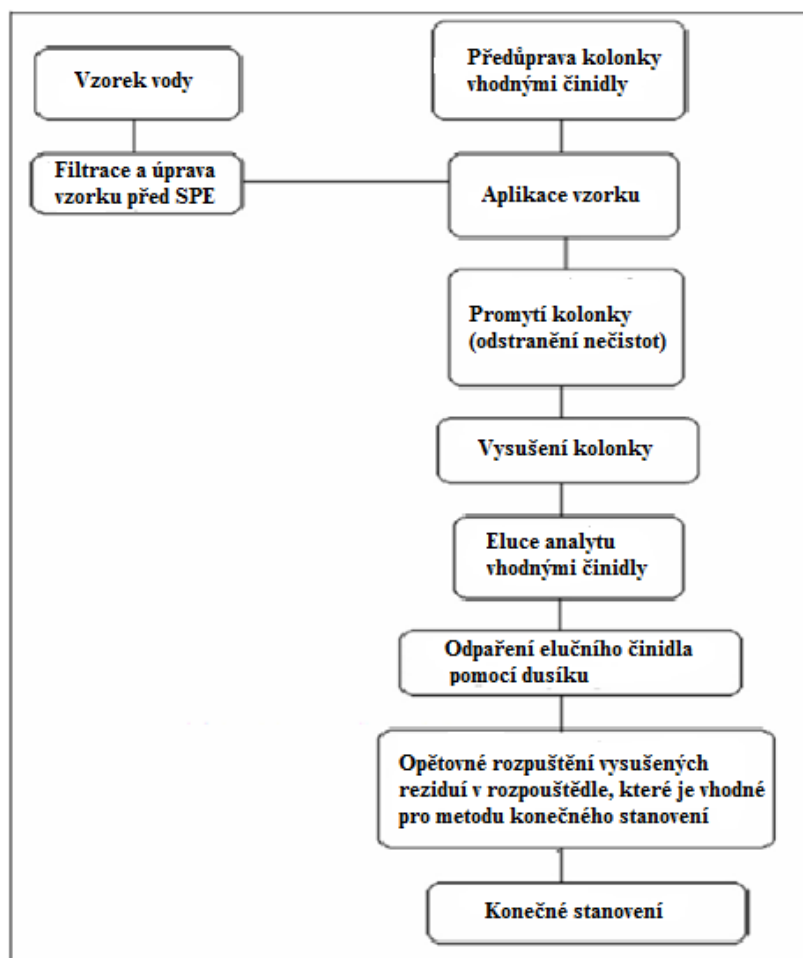 Vzorek vody
Předůprava kolonky
vhodnými činidly
Filtrace a úprava
vzorku před SPE
Aplikace vzorku
Promytí kolonky
(odstranění nečistot)
Vysušení kolonky
Eluce analytu
vhodnými činidly
Odpaření elučního činidla
pomocí dusíku
Opětovné rozpuštění vysušených
reziduí v rozpouštědle, které je vhodné
pro metodu konečného stanovení
Konečné stanovení